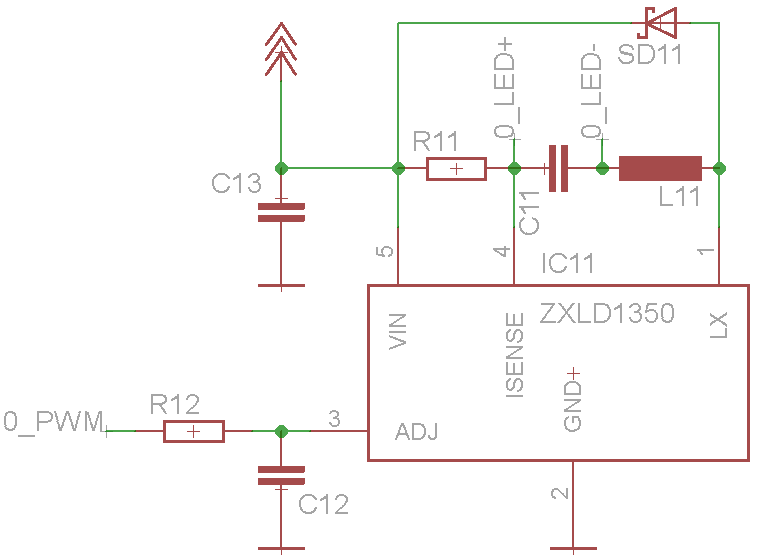 SD11
0_LED+
0_LED-
R11
C13
C11
L11
5
4
1
IC11
ZXLD1350
VIN
ISENSE
LX
GND+
R12
0_PWM
3
ADJ
C12
2